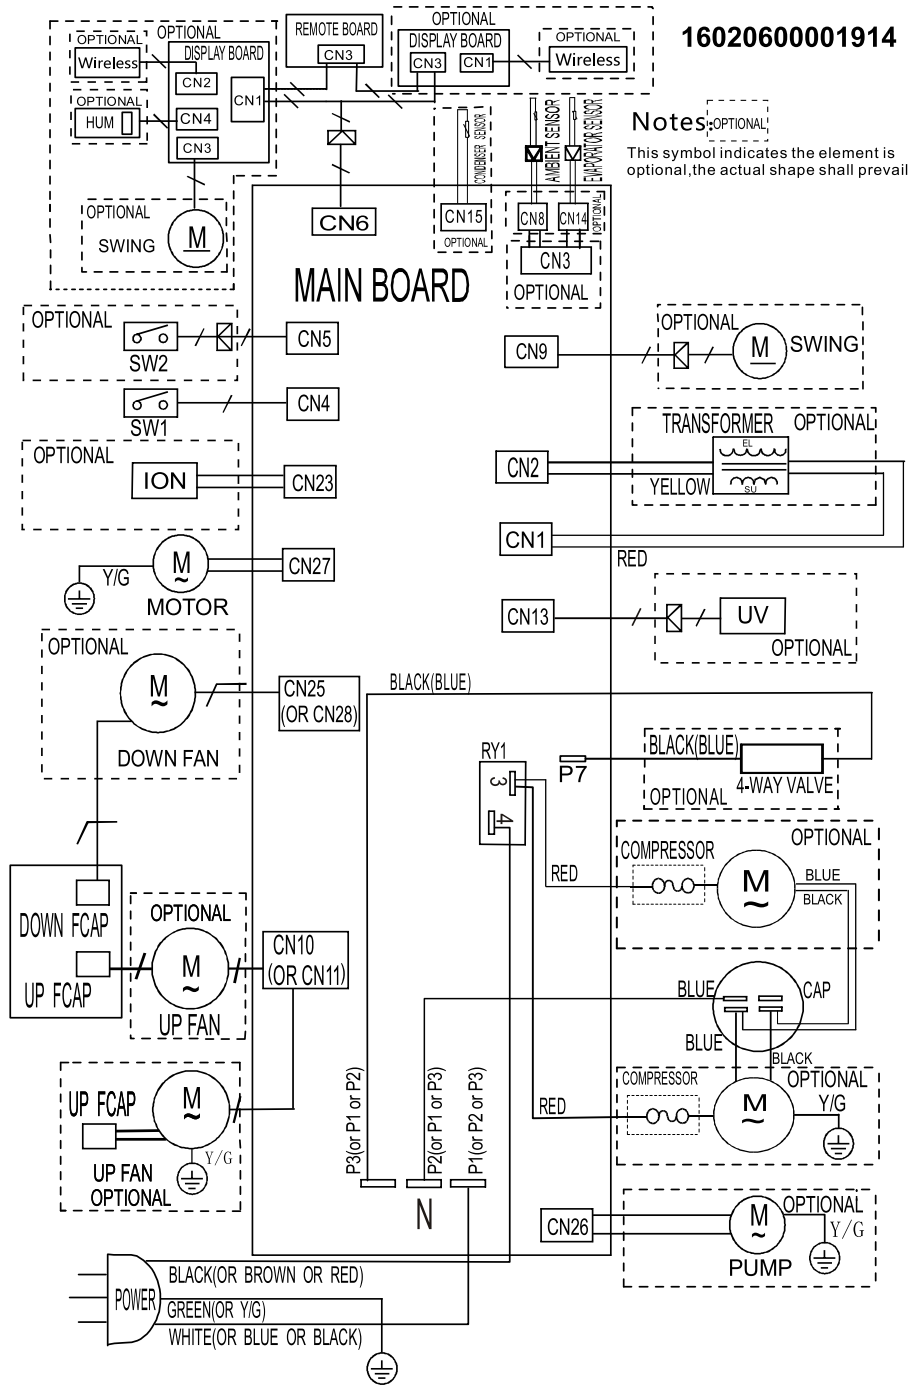 16020600001914
Notes: OPTIONAL
This symbol indicates the element is
optional,the actual shape shall prevail
OPTIONAL
OPTIONAL
Wireless
DISPLAY BOARD
CN2
CN1
OPTIONAL
HUM
CN4
CN3
OPTIONAL
SWING
M
REMOTE BOARD
CN3
OPTIONAL
DISPLAY BOARD
CN3
CN1
OPTIONAL
Wireless
CN6
CONDENSER SENSOR
CN15
OPTIONAL
AMBIENT SENSOR
EVAPORATOR SENSOR
CN8
CN14
OPTIONAL
CN3
OPTIONAL
MAIN BOARD
OPTIONAL
SW2
CN5
SW1
CN4
OPTIONAL
ION
CN23
M
~
Y/G
MOTOR
CN27
OPTIONAL
M
~
DOWN FAN
CN25
(OR CN28)
DOWN FCAP
UP FCAP
OPTIONAL
M
~
UP FAN
CN10
(OR CN11)
UP FCAP
M
~
Y/G
UP FAN
OPTIONAL
CN9
OPTIONAL
M
SWING
CN2
TRANSFORMER
OPTIONAL
EL
SU
YELLOW
CN1
RED
CN13
UV
OPTIONAL
BLACK(BLUE)
RY1
3
4
P7
BLACK(BLUE)
4-WAY VALVE
OPTIONAL
RED
OPTIONAL
COMPRESSOR
M
~
BLUE
BLACK
BLUE
CAP
BLUE
BLACK
RED
COMPRESSOR
M
~
OPTIONAL
Y/G
P3(or P1 or P2)
P2(or P1 or P3)
P1(or P2 or P3)
N
CN26
M
~
PUMP
OPTIONAL
Y/G
POWER
BLACK(OR BROWN OR RED)
GREEN(OR Y/G)
WHITE(OR BLUE OR BLACK)